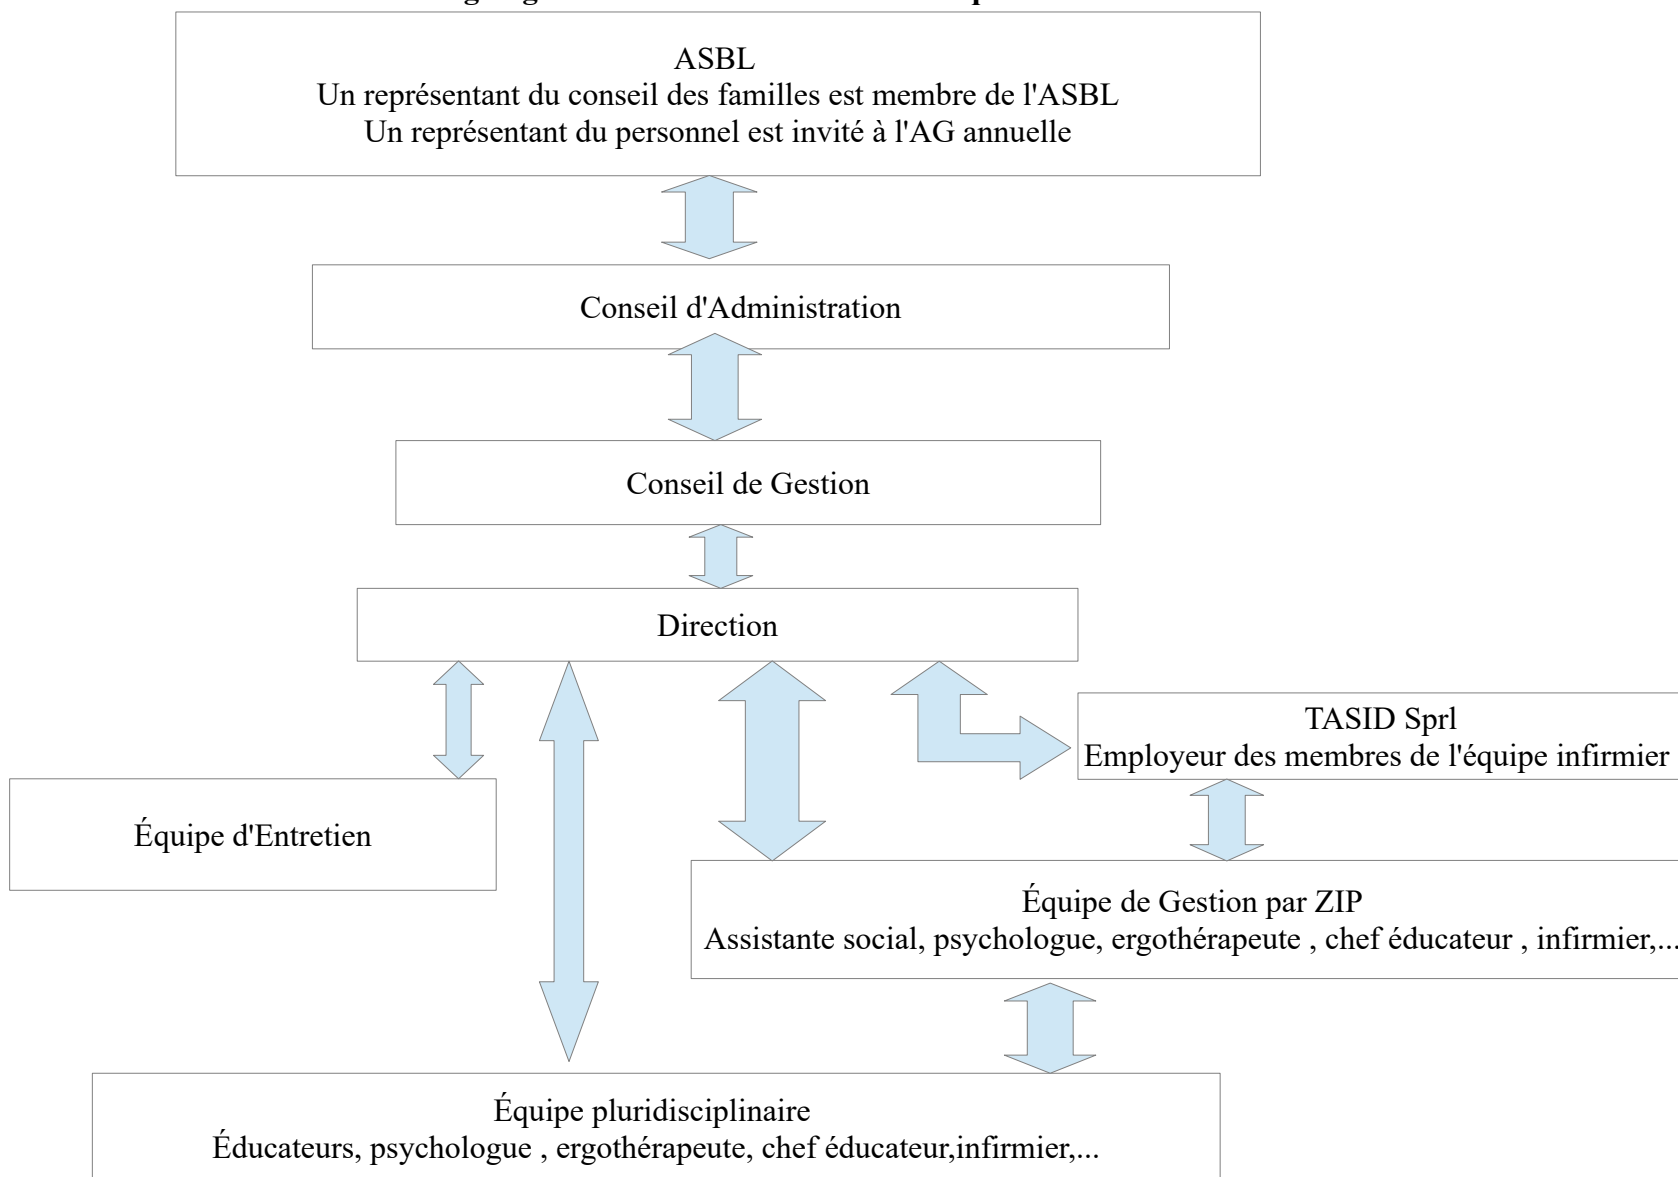 ASBL
Un représentant du conseil des familles est membre de l'ASBL
Un représentant du personnel est invité à l'AG annuelle
Conseil d'Administration
Conseil de Gestion
Direction
TASID Sprl
Employeur des membres de l'équipe infirmier
Équipe d'Entretien
Équipe de Gestion par ZIP
Assistante social, psychologue, ergothérapeute , chef éducateur , infirmier,...
Équipe pluridisciplinaire
Éducateurs, psychologue , ergothérapeute, chef éducateur,infirmier,...